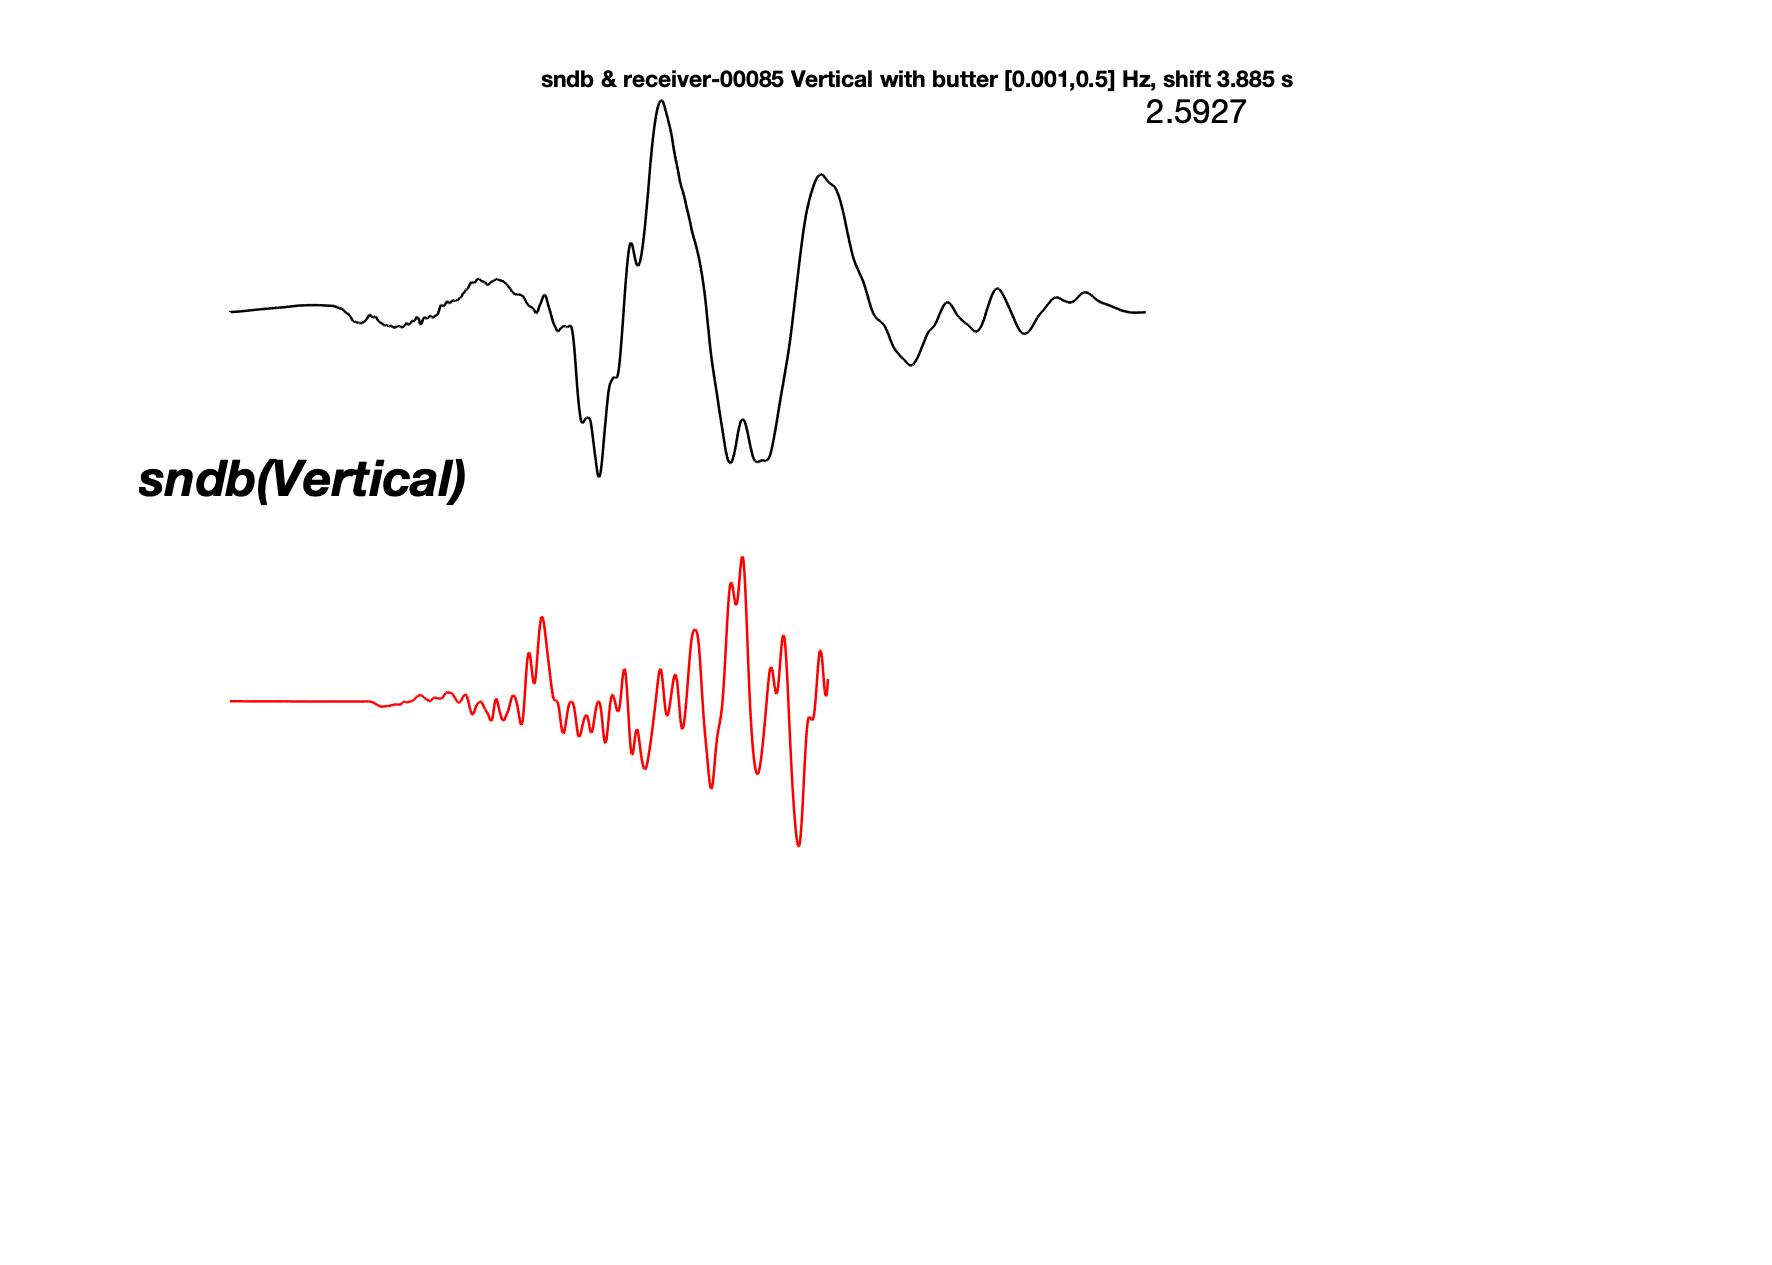 sndb & receiver-00085 Vertical with butter [0.001,0.5] Hz, shift 3.885 s
2.5927
sndb(Vertical)